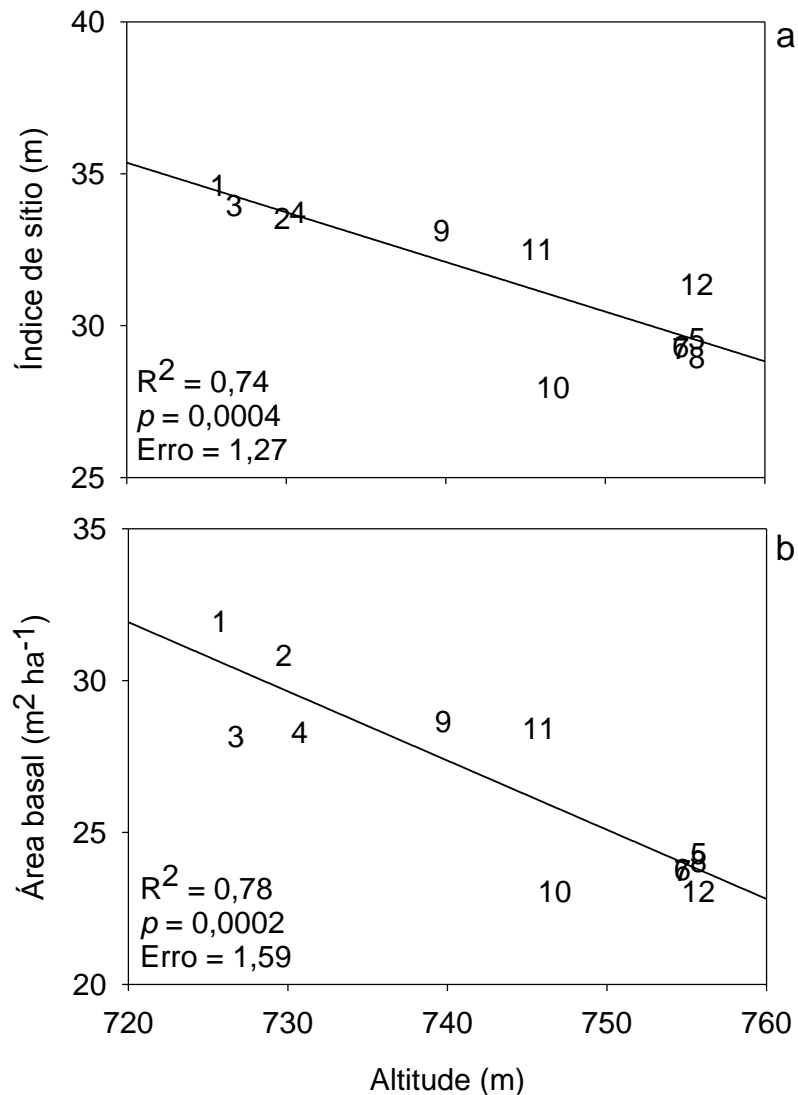 a
40
35
30
25
Índice de sítio (m)
1
3
2
4
9
11
12
5
6
7
8
10
R² = 0,74
p = 0,0004
Erro = 1,27
b
35
30
25
20
Área basal (m² ha⁻¹)
1
2
3
4
9
11
5
6
7
8
10
12
R² = 0,78
p = 0,0002
Erro = 1,59
720 730 740 750 760
Altitude (m)